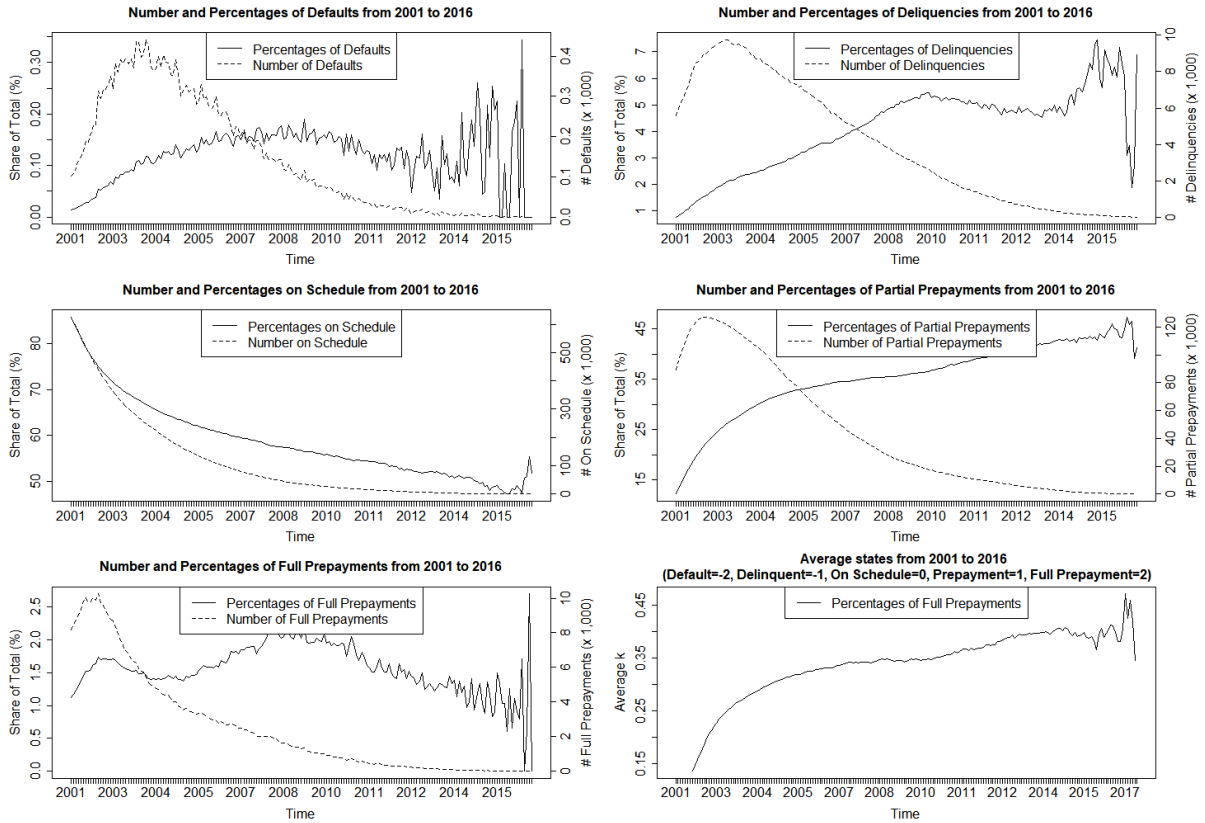 Number and Percentages of Defaults from 2001 to 2016
Percentages of Defaults
Number of Defaults
Share of Total (%)
0.00 0.10 0.20 0.30
# Defaults (x 1,000)
0.0 0.1 0.2 0.3 0.4
2001 2003 2004 2005 2007 2008 2010 2011 2012 2014 2015
Time
Number and Percentages of Deliquencies from 2001 to 2016
Percentages of Delinquencies
Number of Delinquencies
Share of Total (%)
1 2 3 4 5 6 7
# Delinquencies (x 1,000)
0 2 4 6 8 10
2001 2003 2004 2005 2007 2008 2010 2011 2012 2014 2015
Time
Number and Percentages on Schedule from 2001 to 2016
Percentages on Schedule
Number on Schedule
Share of Total (%)
50 60 70 80
# On Schedule (x 1,000)
0 100 300 500
2001 2003 2004 2005 2007 2008 2010 2011 2012 2014 2015
Time
Number and Percentages of Partial Prepayments from 2001 to 2016
Percentages of Partial Prepayments
Number of Partial Prepayments
Share of Total (%)
15 25 35 45
# Partial Prepayments (x 1,000)
0 20 40 60 80 120
2001 2003 2004 2005 2007 2008 2010 2011 2012 2014 2015
Time
Number and Percentages of Full Prepayments from 2001 to 2016
Percentages of Full Prepayments
Number of Full Prepayments
Share of Total (%)
0.0 0.5 1.0 1.5 2.0 2.5
# Full Prepayments (x 1,000)
0 2 4 6 8 10
2001 2003 2004 2005 2007 2008 2010 2011 2012 2014 2015
Time
Average states from 2001 to 2016
(Default=-2, Delinquent=-1, On Schedule=0, Prepayment=1, Full Prepayment=2)
Percentages of Full Prepayments
Average k
0.15 0.25 0.35 0.45
2001 2003 2004 2005 2007 2008 2010 2011 2012 2014 2015 2017
Time